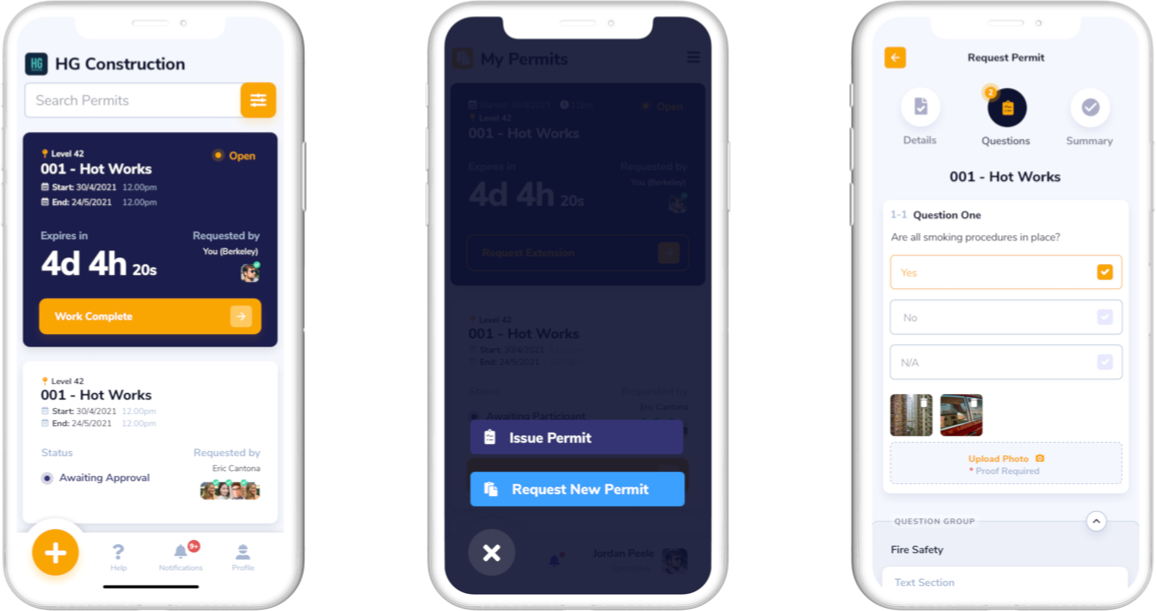 HG HG Construction
Search Permits
Level 42
001 - Hot Works
Open
Start: 30/4/2021 12.00pm
End: 24/5/2021 12.00pm
Expires in
4d 4h 20s
Requested by
You (Berkeley)
Work Complete
Level 42
001 - Hot Works
Start: 30/4/2021 12.00pm
End: 24/5/2021 12.00pm
Status
Awaiting Approval
Requested by
Eric Cantona
Help
9+
Notifications
Profile
My Permits
Open
Level 42
001 - Hot Works
Expires in
4d 4h 20s
Requested by
You (Berkeley)
Request Extension
Level 42
001 - Hot Works
Start: 30/4/2021
End: 24/5/2021
Status
Awaiting Participant
Requested by
Eric Cantona
Issue Permit
Request New Permit
Jordan Peele
Request Permit
2
Details
Questions
Summary
001 - Hot Works
1-1 Question One
Are all smoking procedures in place?
Yes
No
N/A
Upload Photo
* Proof Required
QUESTION GROUP
Fire Safety
Text Section